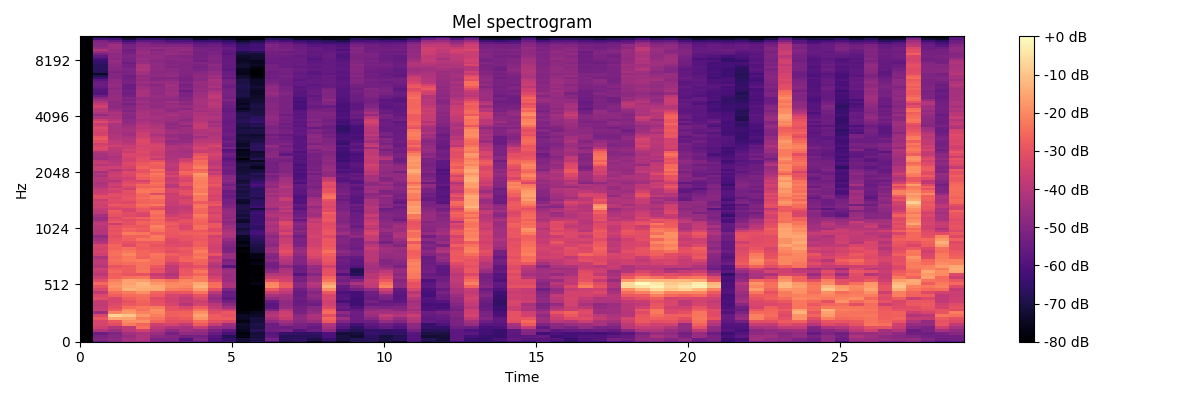 Mel spectrogram
Hz
8192
4096
2048
1024
512
0
0 5 10 15 20 25
Time
+0 dB
-10 dB
-20 dB
-30 dB
-40 dB
-50 dB
-60 dB
-70 dB
-80 dB